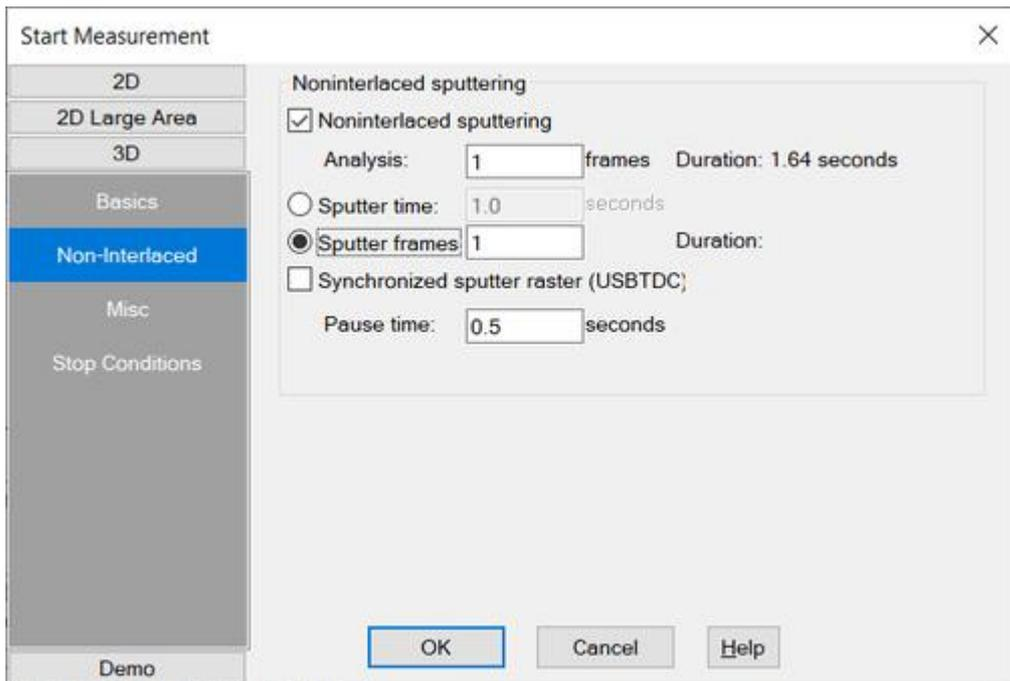 Start Measurement
2D
2D Large Area
3D
Basics
Non-Interlaced
Misc
Stop Conditions
Demo
Noninterlaced sputtering
Noninterlaced sputtering
Analysis: 1 frames Duration: 1.64 seconds
Sputter time: 1.0 seconds
Sputter frames 1 Duration:
Synchronized sputter raster (USBTDC)
Pause time: 0.5 seconds
OK Cancel Help